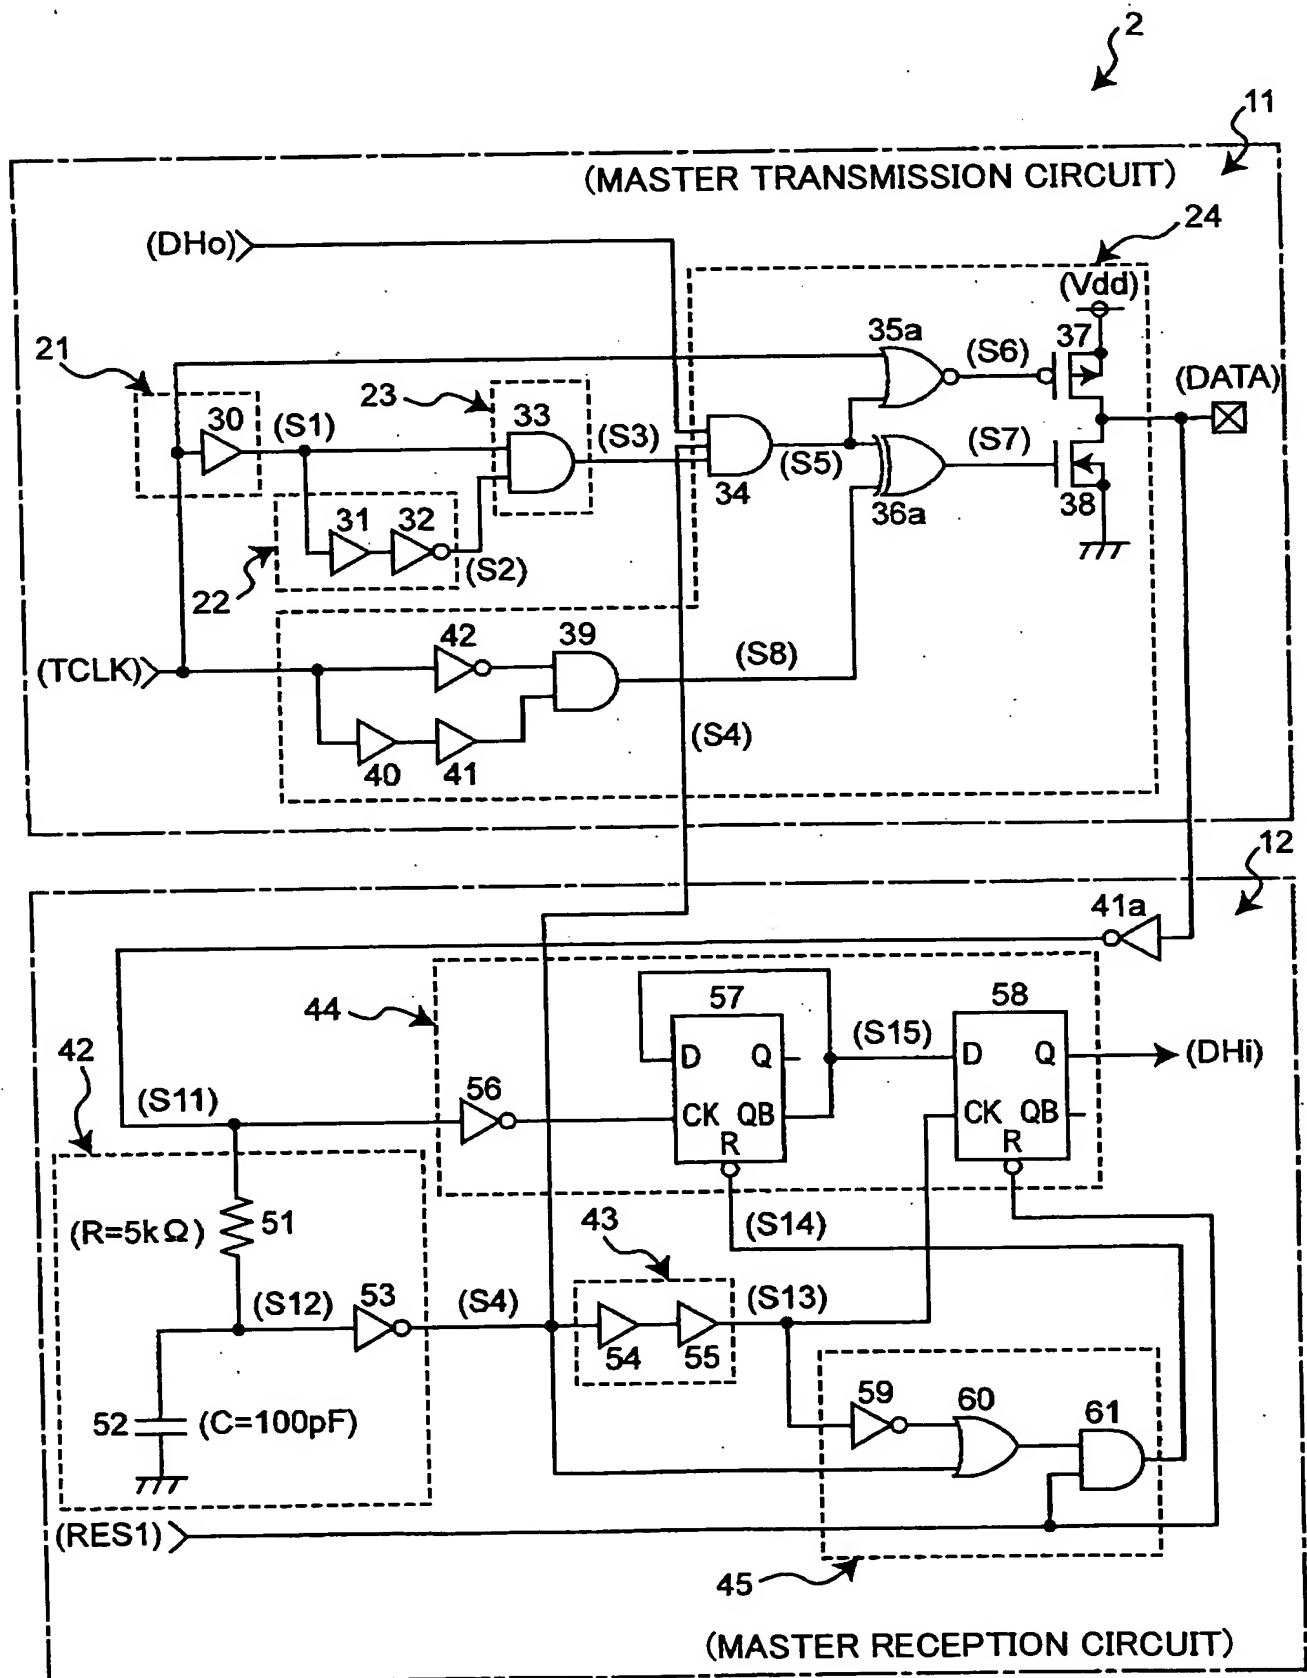 2
11
(MASTER TRANSMISSION CIRCUIT)
24
(DHo)
(Vdd)
21
35a
(S6)
37
(DATA)
23
30
(S1)
33
(S3)
(S5)
(S7)
34
36a
38
31
32
(S2)
22
42
39
(S8)
(TCLK)
(S4)
40
41
12
41a
44
57
58
42
(S15)
D
Q
D
Q
(DHi)
(S11)
56
CK
QB
CK
QB
R
R
(R=5kΩ)
51
43
(S14)
(S12)
53
(S4)
(S13)
54
55
59
60
61
52
(C=100pF)
(RES1)
45
(MASTER RECEPTION CIRCUIT)